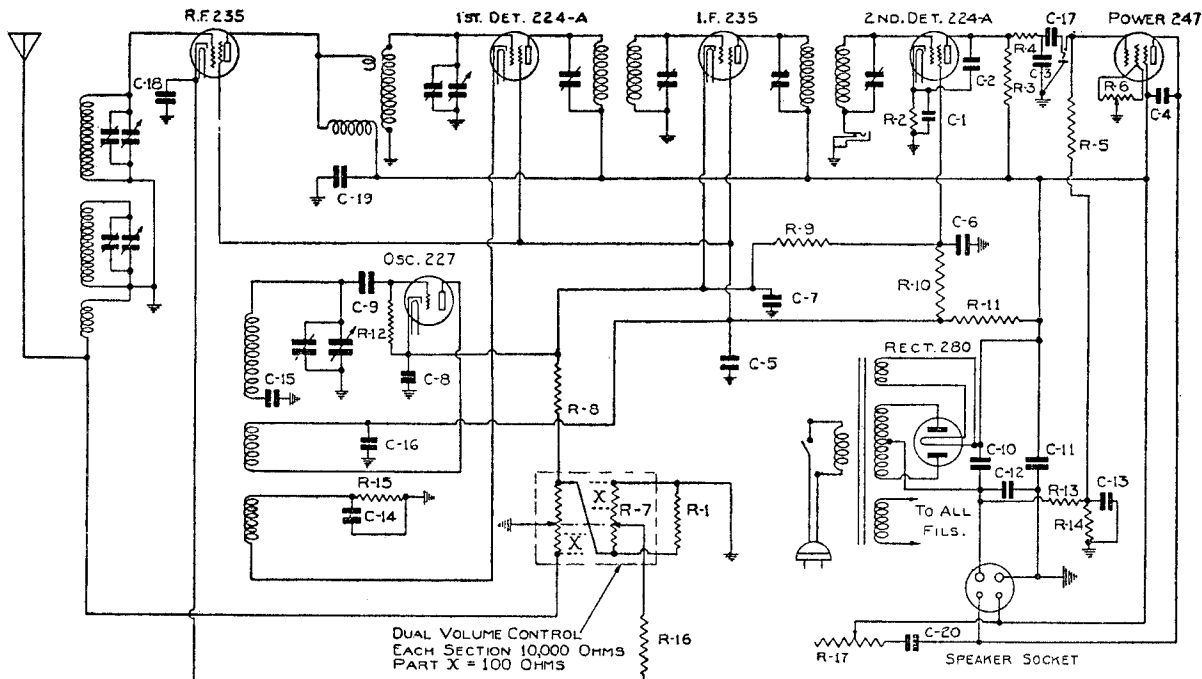 R.F. 235
1ST. DET. 224-A
I.F. 235
2ND. DET. 224-A
C-17
POWER 247
C-18
R-4
C-3
C-2
R-3
R-6
C-4
R-2
C-1
R-5
C-19
R-9
C-6
OSC. 227
C-9
C-7
R-10
R-11
R-12
C-15
C-8
C-5
RECT. 280
R-8
C-16
C-10
C-11
C-12
R-15
C-14
X
R-7
R-1
X
R-13
C-13
R-14
TO ALL
FILS.
DUAL VOLUME CONTROL
EACH SECTION 10,000 OHMS
PART X = 100 OHMS
R-16
R-17
C-20
SPEAKER SOCKET